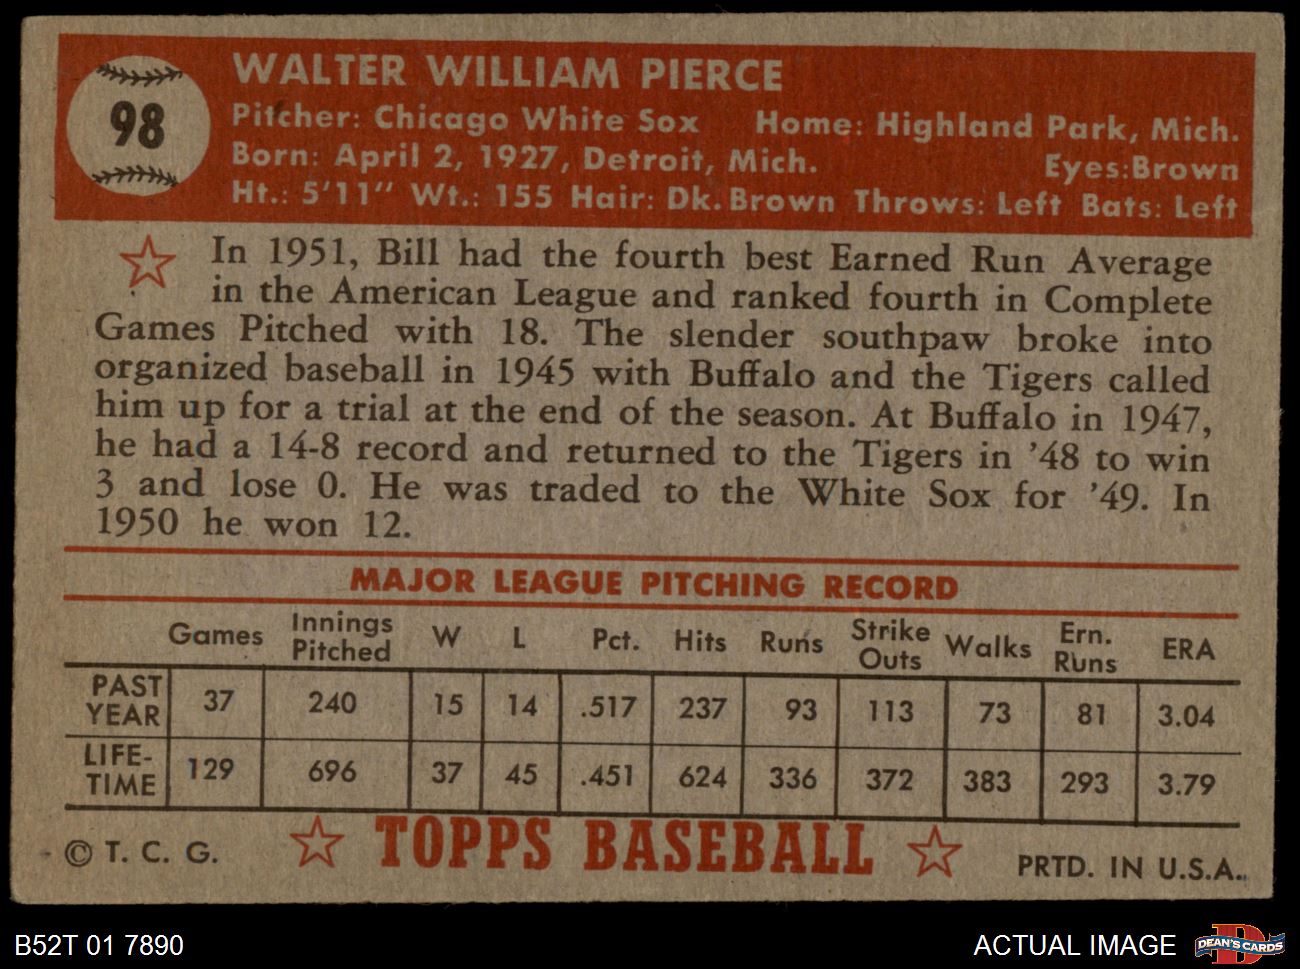 98
WALTER WILLIAM PIERCE
Pitcher: Chicago White Sox Home: Highland Park, Mich.
Born: April 2, 1927, Detroit, Mich. Eyes:Brown
Ht.: 5'11" Wt.: 155 Hair: Dk. Brown Throws: Left Bats: Left
In 1951, Bill had the fourth best Earned Run Average
in the American League and ranked fourth in Complete
Games Pitched with 18. The slender southpaw broke into
organized baseball in 1945 with Buffalo and the Tigers called
him up for a trial at the end of the season. At Buffalo in 1947,
he had a 14-8 record and returned to the Tigers in '48 to win
3 and lose 0. He was traded to the White Sox for '49. In
1950 he won 12.
MAJOR LEAGUE PITCHING RECORD
Games Innings Pitched W L Pct. Hits Runs Strike Outs Walks Ern. Runs ERA
PAST YEAR 37 240 15 14 .517 237 93 113 73 81 3.04
LIFE-TIME 129 696 37 45 .451 624 336 372 383 293 3.79
© T. C. G. TOPPS BASEBALL PRTD. IN U.S.A.
B52T 01 7890 ACTUAL IMAGE D DEAN'S CARDS